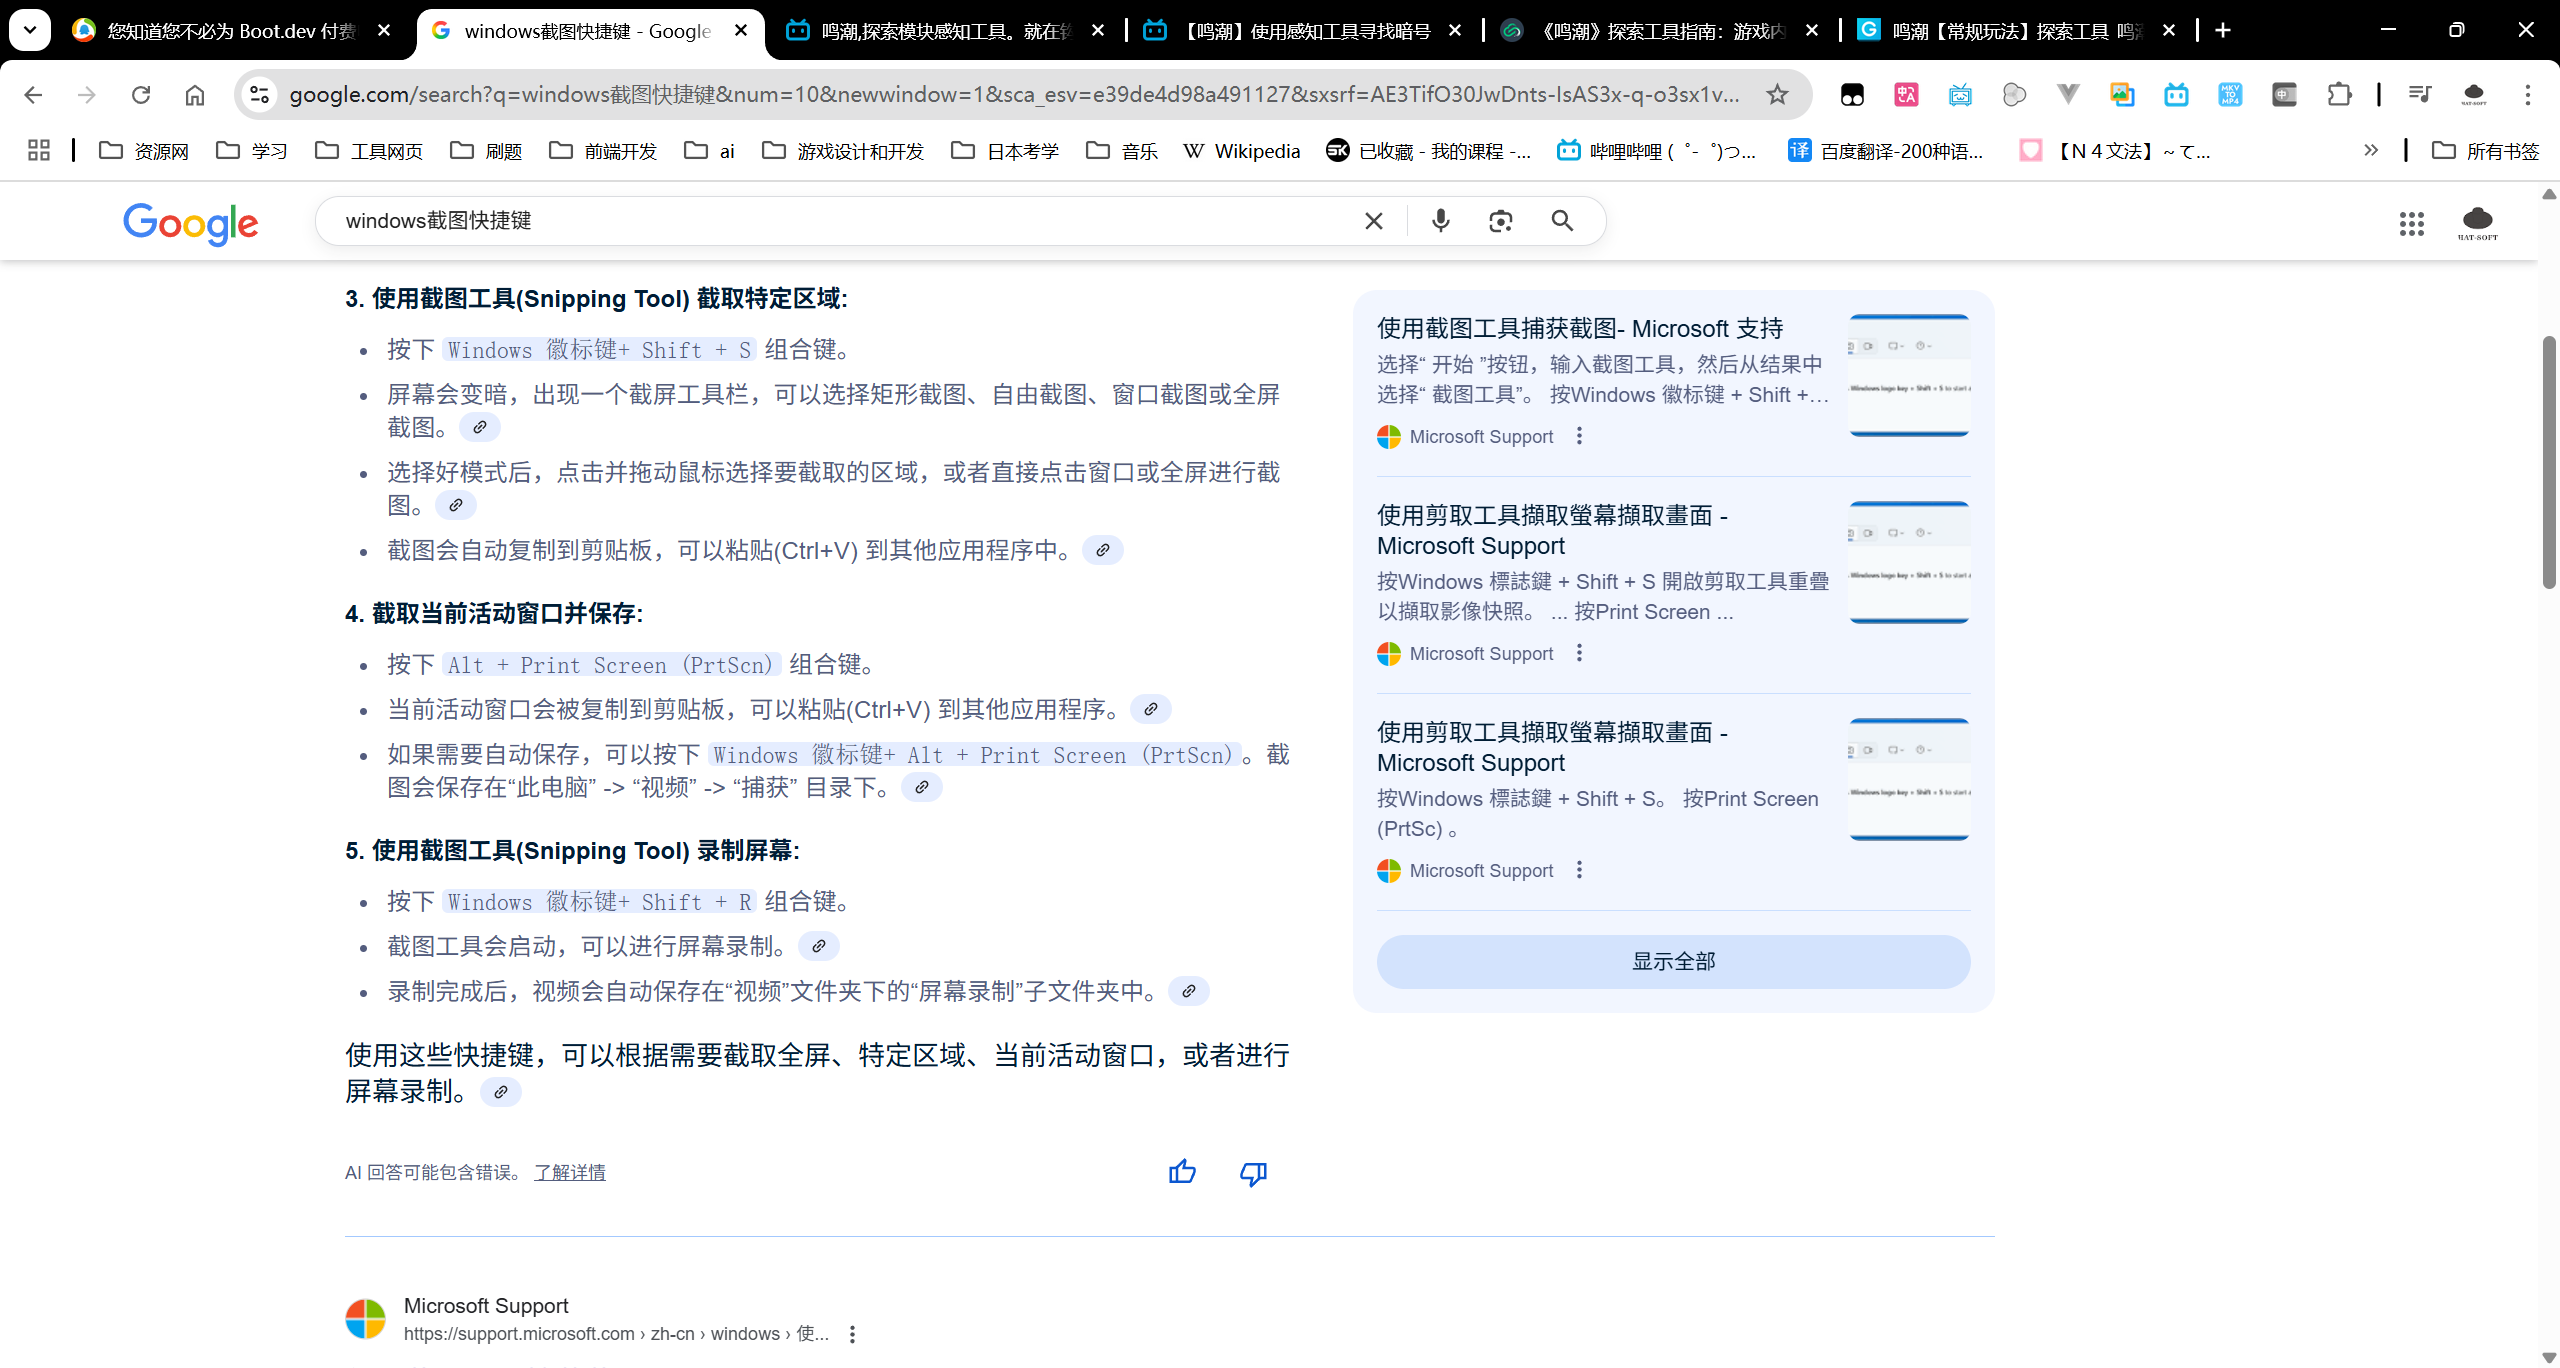 您知道您不必为 Boot.dev 付费
windows截图快捷键 - Google
鸣潮,探索模块感知工具。就在铃
【鸣潮】使用感知工具寻找暗号
《鸣潮》探索工具指南：游戏内
鸣潮【常规玩法】探索工具 鸣潮
google.com/search?q=windows截图快捷键&num=10&newwindow=1&sca_esv=e39de4d98a491127&sxsrf=AE3TifO30JwDnts-IsAS3x-q-o3sx1v...
资源网
学习
工具网页
刷题
前端开发
ai
游戏设计和开发
日本考学
音乐
W Wikipedia
SK 已收藏 - 我的课程 -...
哔哩哔哩 (゜-゜)つ...
译 百度翻译-200种语...
【N４文法】~て...
所有书签
Google
windows截图快捷键
HAT-SOFT
3. 使用截图工具(Snipping Tool) 截取特定区域:
按下 Windows 徽标键+ Shift + S 组合键。
屏幕会变暗，出现一个截屏工具栏，可以选择矩形截图、自由截图、窗口截图或全屏
截图。
选择好模式后，点击并拖动鼠标选择要截取的区域，或者直接点击窗口或全屏进行截
图。
截图会自动复制到剪贴板，可以粘贴(Ctrl+V) 到其他应用程序中。
4. 截取当前活动窗口并保存:
按下 Alt + Print Screen (PrtScn) 组合键。
当前活动窗口会被复制到剪贴板，可以粘贴(Ctrl+V) 到其他应用程序。
如果需要自动保存，可以按下 Windows 徽标键+ Alt + Print Screen (PrtScn)。截
图会保存在“此电脑” -> “视频” -> “捕获” 目录下。
5. 使用截图工具(Snipping Tool) 录制屏幕:
按下 Windows 徽标键+ Shift + R 组合键。
截图工具会启动，可以进行屏幕录制。
录制完成后，视频会自动保存在“视频”文件夹下的“屏幕录制”子文件夹中。
使用这些快捷键，可以根据需要截取全屏、特定区域、当前活动窗口，或者进行
屏幕录制。
AI 回答可能包含错误。 了解详情
使用截图工具捕获截图- Microsoft 支持
选择“ 开始 ”按钮，输入截图工具，然后从结果中
选择“ 截图工具”。 按Windows 徽标键 + Shift +…
Windows logo key + Shift + S to start a
Microsoft Support
使用剪取工具擷取螢幕擷取畫面 -
Microsoft Support
按Windows 標誌鍵 + Shift + S 開啟剪取工具重疊
以擷取影像快照。 ... 按Print Screen ...
Windows logo key + Shift + S to start a
Microsoft Support
使用剪取工具擷取螢幕擷取畫面 -
Microsoft Support
按Windows 標誌鍵 + Shift + S。 按Print Screen
(PrtSc) 。
Windows logo key + Shift + S to start a
Microsoft Support
显示全部
Microsoft Support
https://support.microsoft.com › zh-cn › windows › 使...